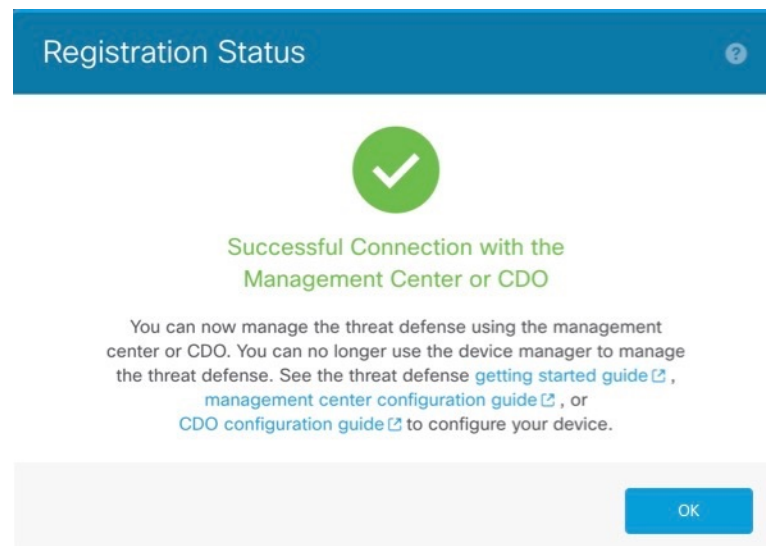 Registration Status
?
Successful Connection with the
Management Center or CDO
You can now manage the threat defense using the management
center or CDO. You can no longer use the device manager to manage
the threat defense. See the threat defense getting started guide ,
management center configuration guide , or
CDO configuration guide to configure your device.
OK